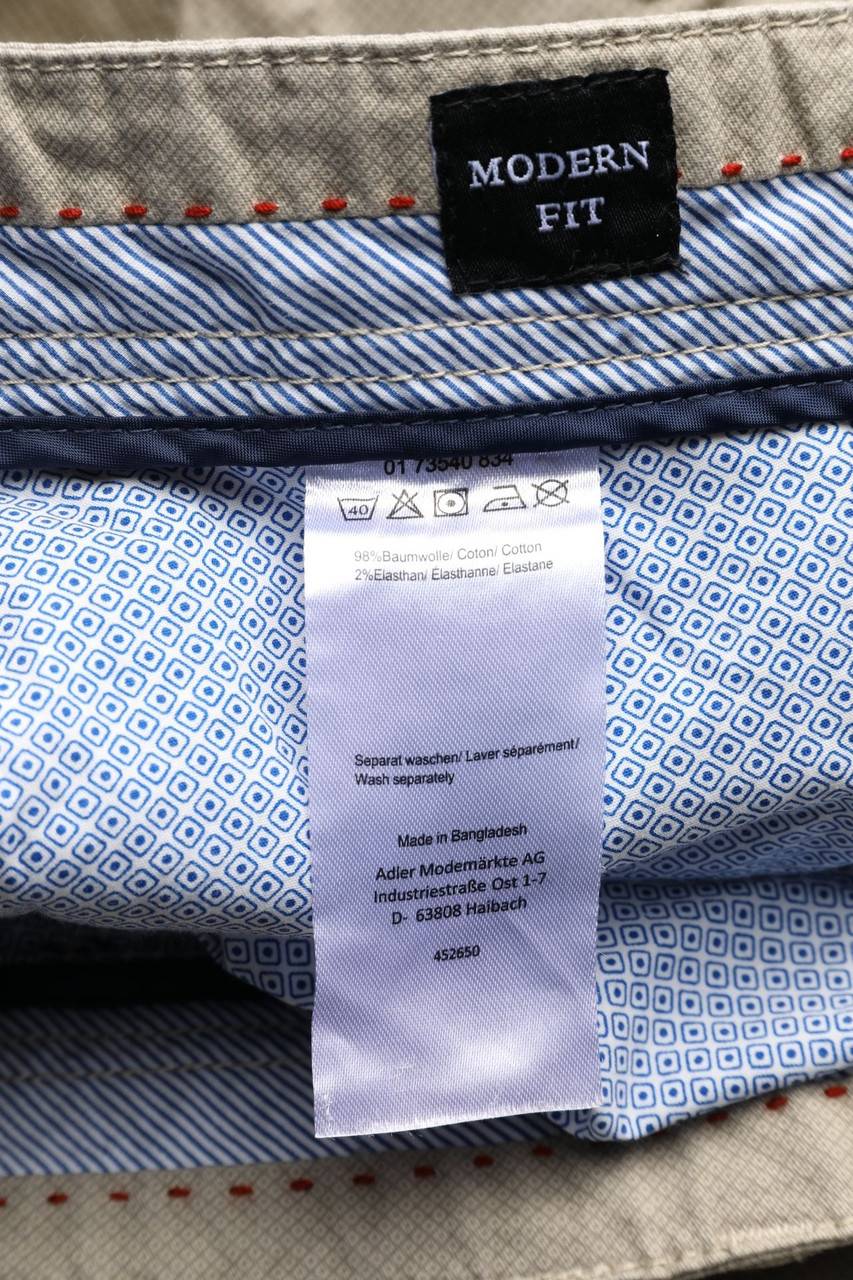 MODERN
FIT
01 73540 834
40
98%Baumwolle/ Coton/ Cotton
2%Elasthan/ Élasthanne/ Elastane
Separat waschen/ Laver séparément/
Wash separately
Made in Bangladesh
Adler Modemärkte AG
Industriestraße Ost 1-7
D- 63808 Haibach
452650